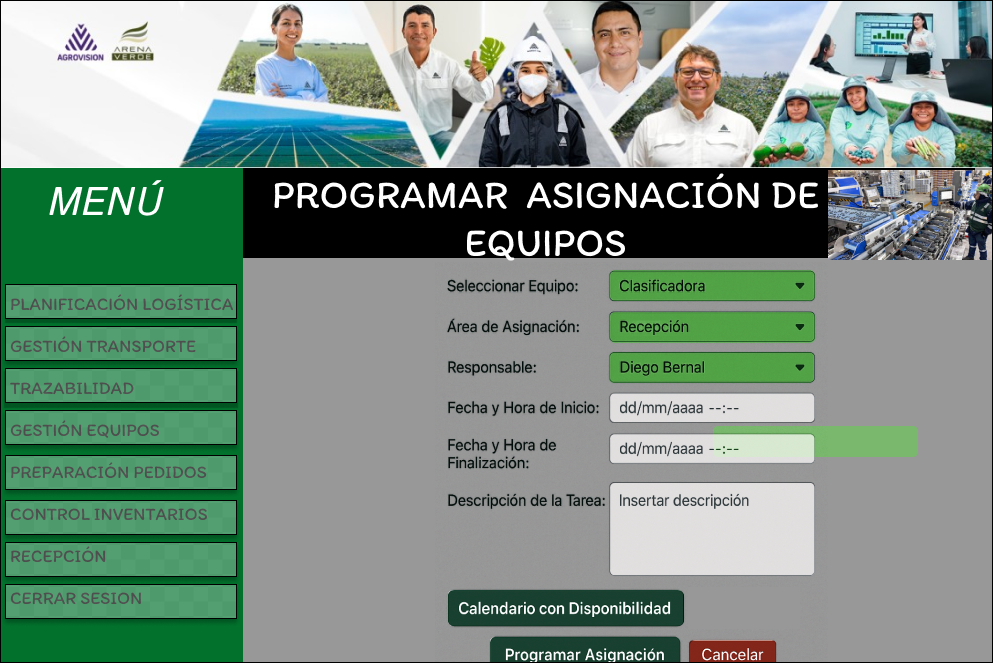 AGROVISION
ARENA
VERDE
MENÚ
PROGRAMAR ASIGNACIÓN DE
EQUIPOS
PLANIFICACIÓN LOGÍSTICA
GESTIÓN TRANSPORTE
TRAZABILIDAD
GESTIÓN EQUIPOS
PREPARACIÓN PEDIDOS
CONTROL INVENTARIOS
RECEPCIÓN
CERRAR SESION
Seleccionar Equipo: Clasificadora
Área de Asignación: Recepción
Responsable: Diego Bernal
Fecha y Hora de Inicio: dd/mm/aaaa --:--
Fecha y Hora de
Finalización: dd/mm/aaaa --:--
Descripción de la Tarea: Insertar descripción
Calendario con Disponibilidad
Programar Asignación Cancelar